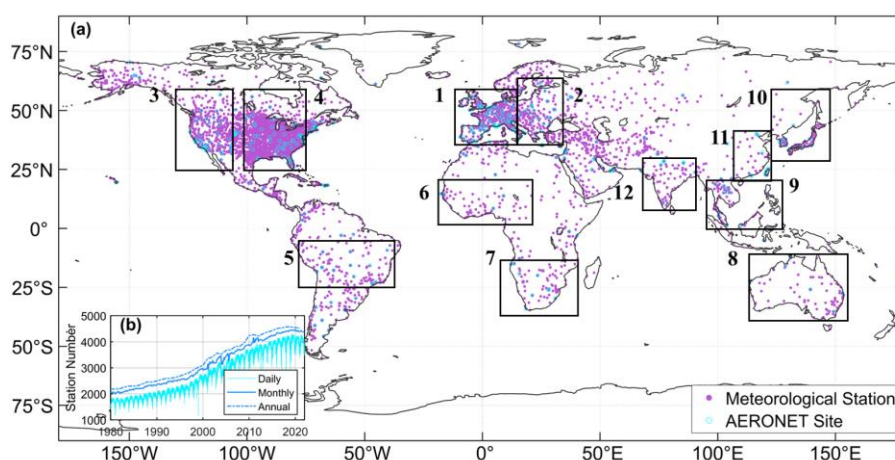 (a)
75°N
50°N
25°N
0°
25°S
50°S
75°S
3
4
1
2
10
11
6
12
9
5
7
8
(b)
Station Number
5000
4000
3000
2000
1000
1980
1990
2000
2010
2020
Daily
Monthly
Annual
Meteorological Station
AERONET Site
150°W
100°W
50°W
0°
50°E
100°E
150°E